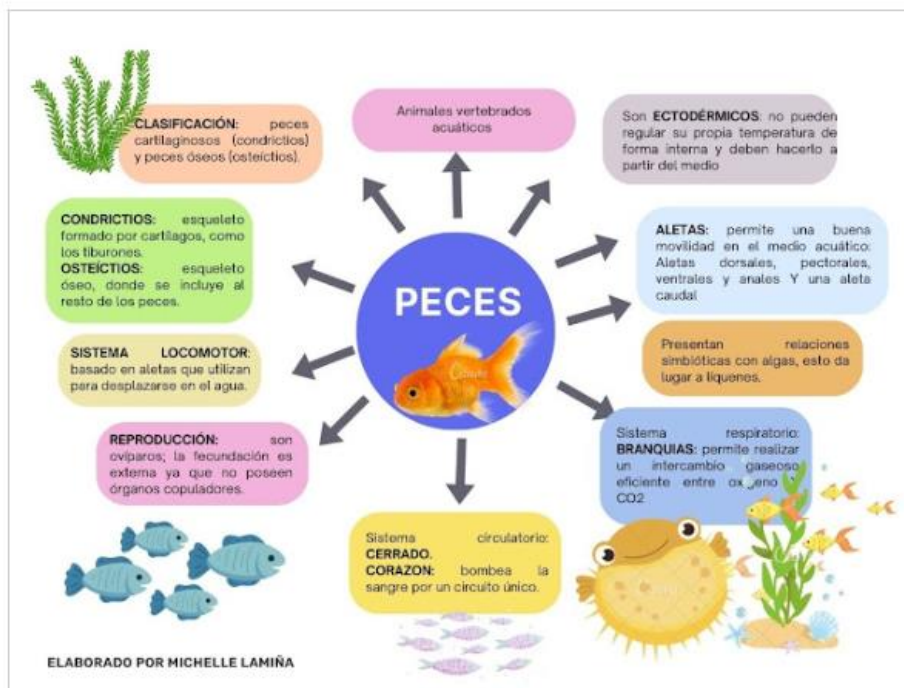 CLASIFICACIÓN: peces
cartilaginosos (condrictios)
y peces óseos (osteíctios).
Animales vertebrados
acuáticos
Son ECTODÉRMICOS: no pueden
regular su propia temperatura de
forma interna y deben hacerlo a
partir del medio
CONDRICTIOS: esqueleto
formado por cartílagos, como
los tiburones.
OSTEÍCTIOS: esqueleto
óseo, donde se incluye al
resto de los peces.
PECES
ALETAS: permite una buena
movilidad en el medio acuático:
Aletas dorsales, pectorales,
ventrales y anales Y una aleta
caudal
SISTEMA LOCOMOTOR:
basado en aletas que utilizan
para desplazarse en el agua.
Presentan relaciones
simbióticas con algas, esto da
lugar a líquenes.
REPRODUCCIÓN: son
ovíparos; la fecundación es
externa ya que no poseen
órganos copuladores.
Sistema respiratorio:
BRANQUIAS: permite realizar
un intercambio gaseoso
eficiente entre oxígeno
CO2
Sistema circulatorio:
CERRADO.
CORAZON: bombea la
sangre por un circuito único.
ELABORADO POR MICHELLE LAMIÑA